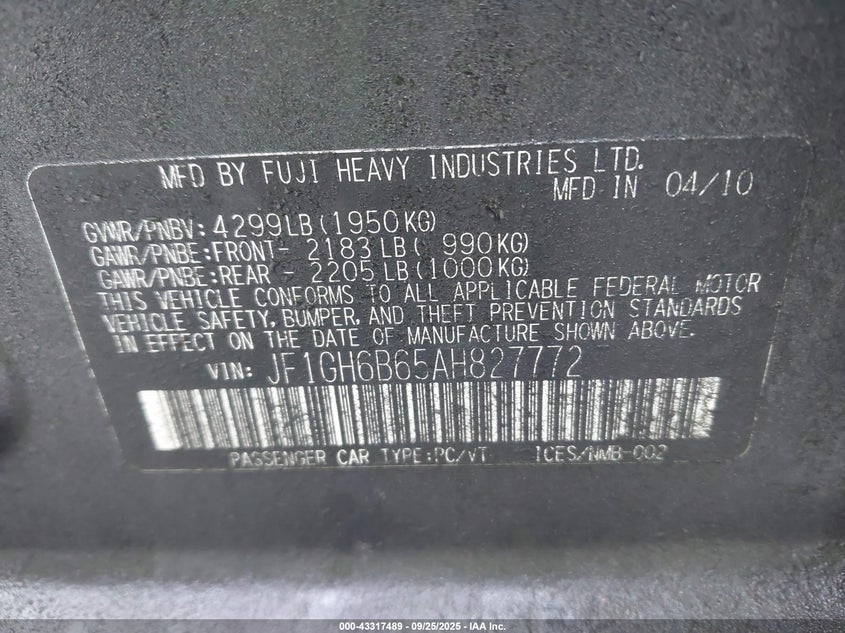 MFD BY FUJI HEAVY INDUSTRIES LTD.
MFD IN 04/10
GVWR/PNBV: 4299LB(1950KG)
GAWR/PNBE:FRONT- 2183LB( 990KG)
GAWR/PNBE:REAR - 2205LB(1000KG)
THIS VEHICLE CONFORMS TO ALL APPLICABLE FEDERAL MOTOR
VEHICLE SAFETY, BUMPER, AND THEFT PREVENTION STANDARDS
IN EFFECT ON THE DATE OF MANUFACTURE SHOWN ABOVE.
VIN: JF1GH6B65AH827772
PASSENGER CAR TYPE:PC/VT ICES/NMB-002
000-43317489 - 09/25/2025 - IAA Inc.